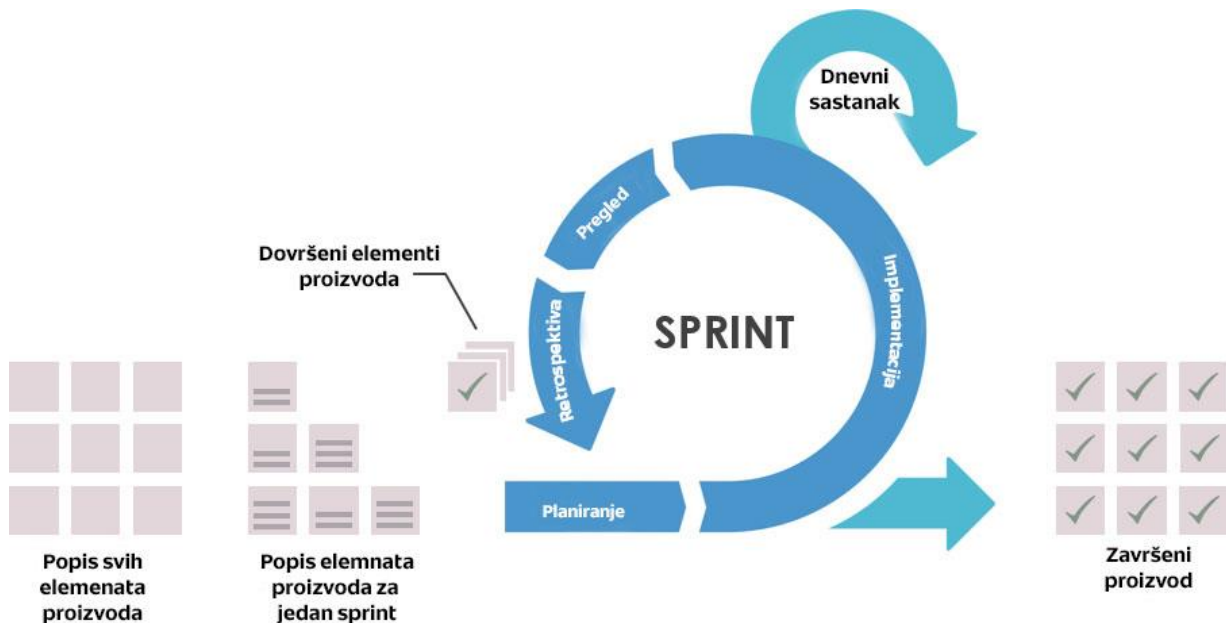 Dnevni
sastanak
Pregled
Dovršeni elementi
proizvoda
Retrospektiva
SPRINT
Implementacija
Planiranje
Popis svih
elemenata
proizvoda
Popis elemnata
proizvoda za
jedan sprint
Završeni
proizvod